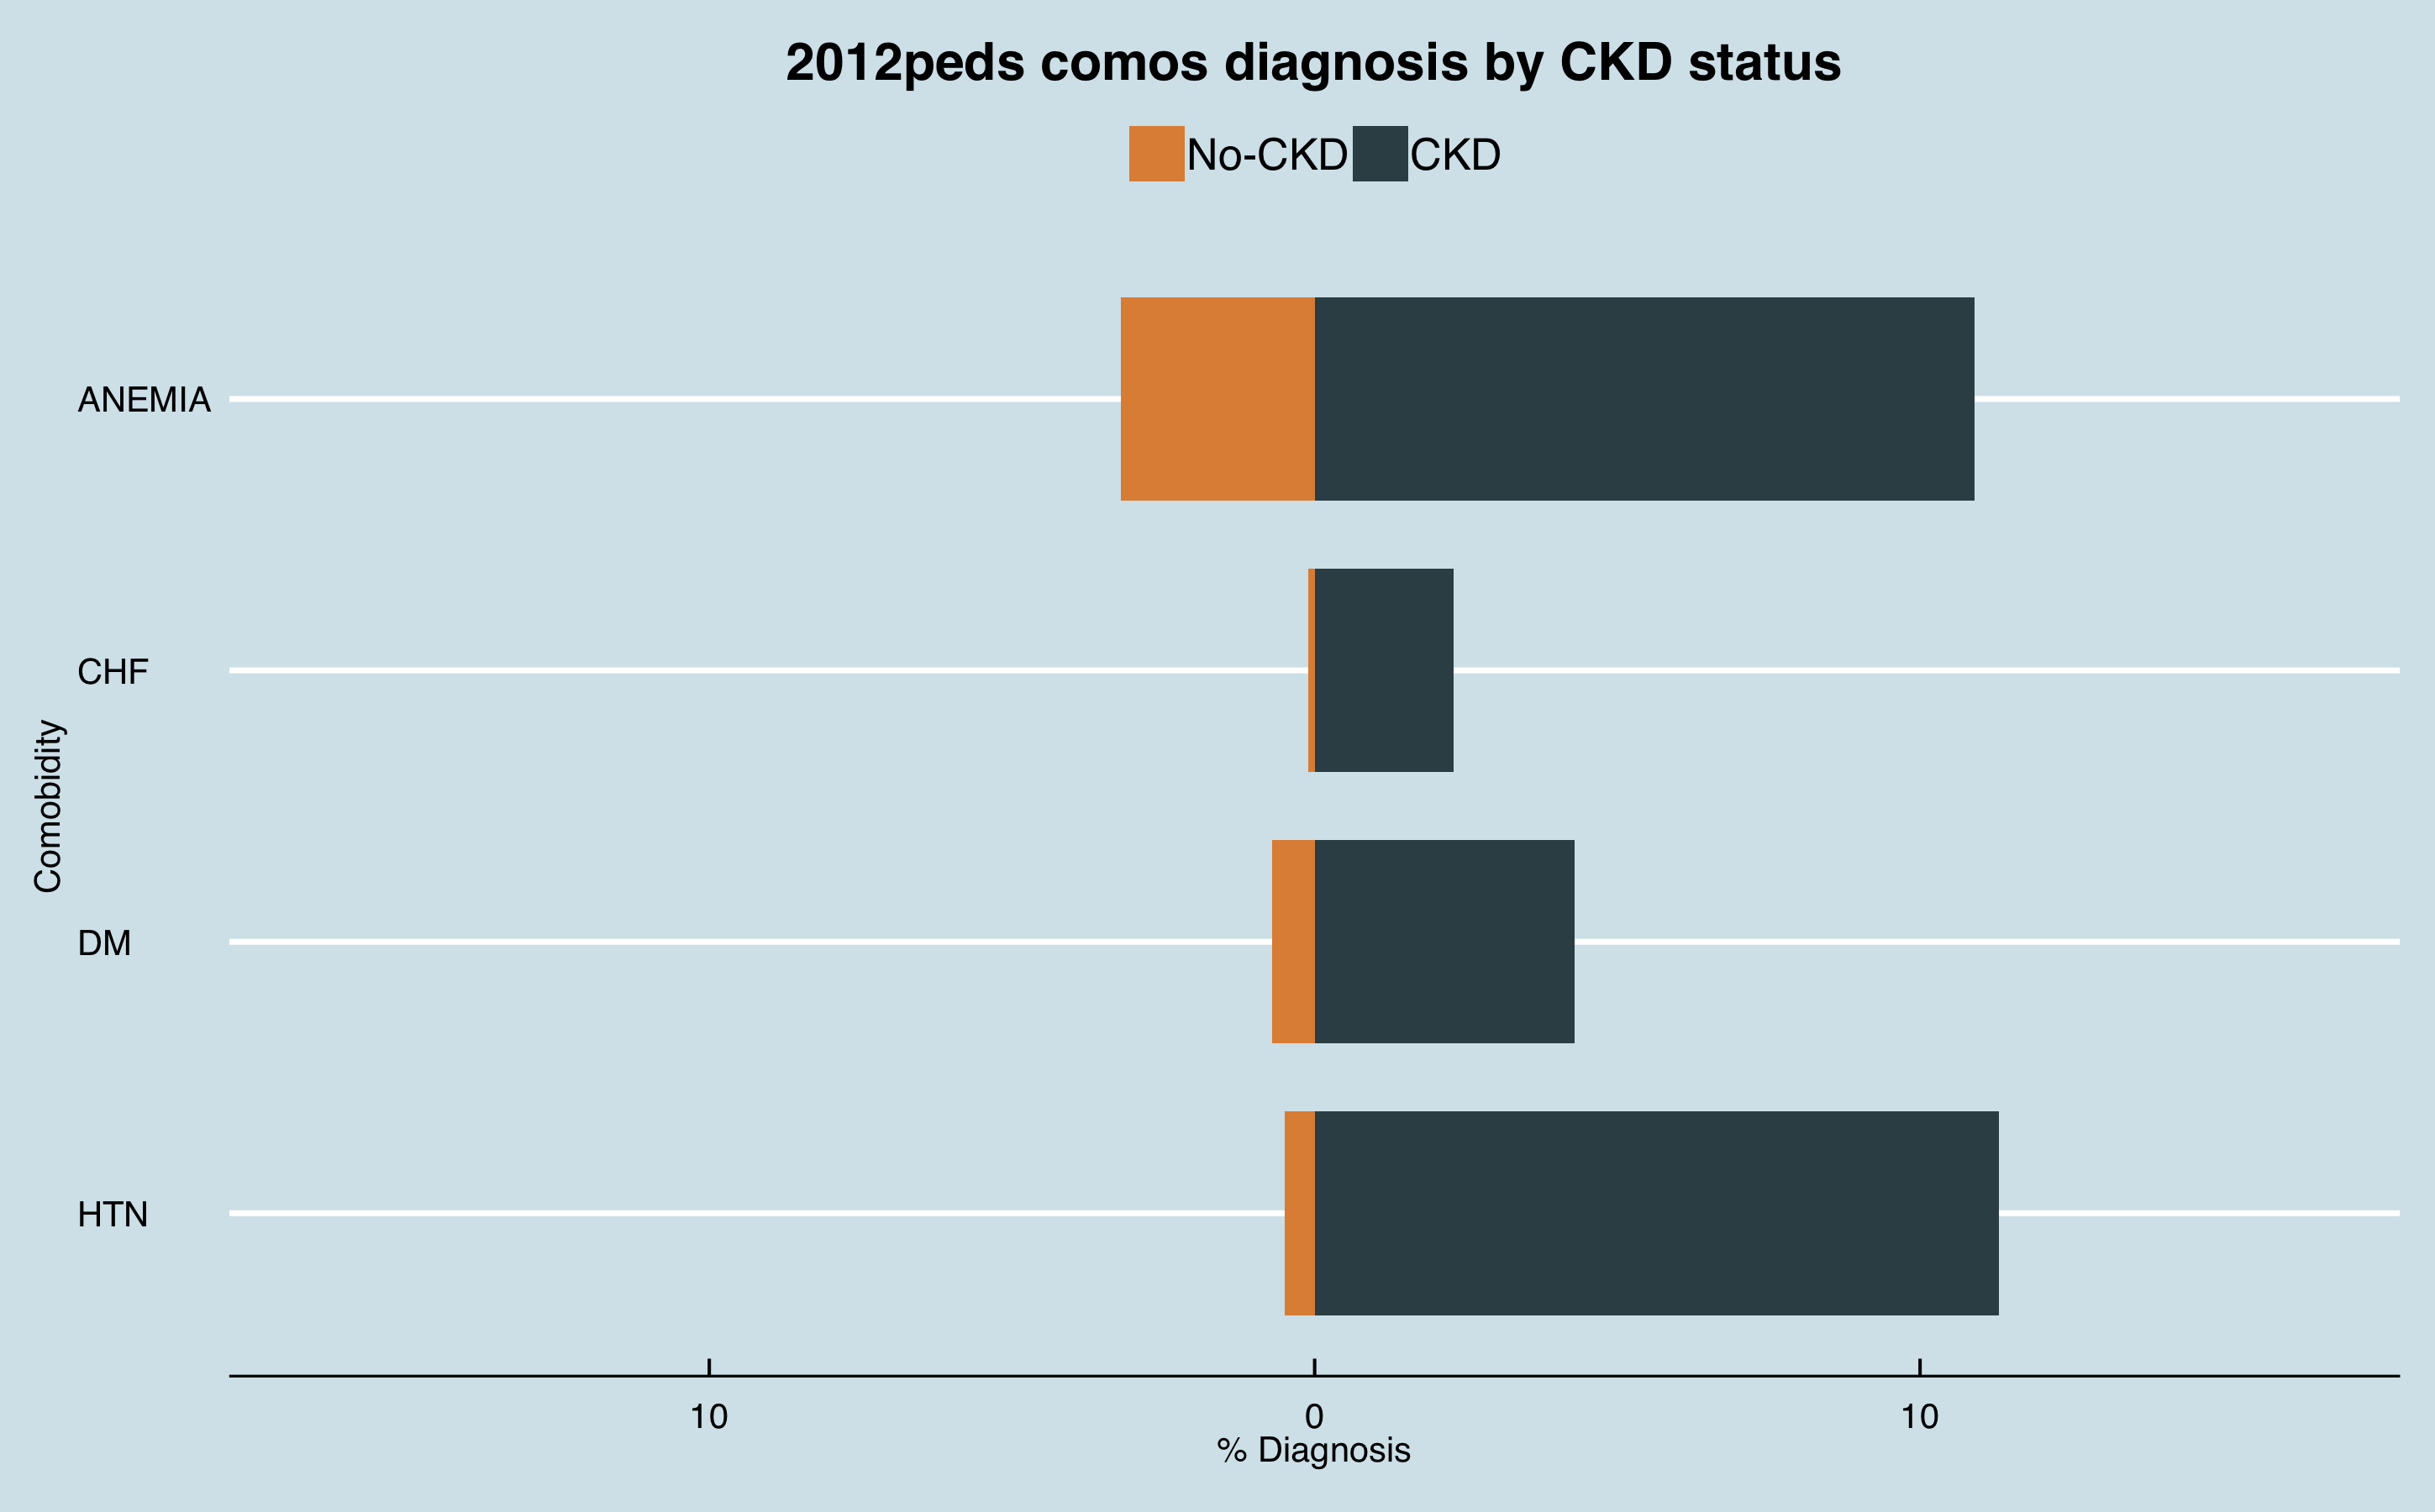 2012peds comos diagnosis by CKD status
No-CKD CKD
ANEMIA
CHF
DM
HTN
Comobidity
10 0 10
% Diagnosis